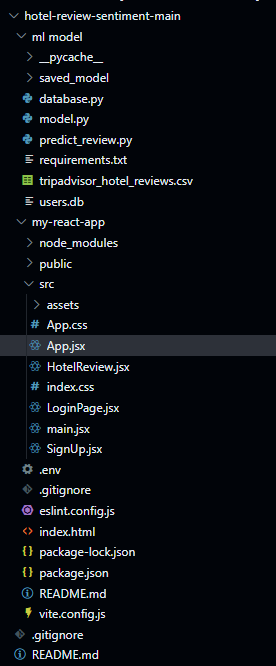 hotel-review-sentiment-main
ml model
__pycache__
saved_model
database.py
model.py
predict_review.py
requirements.txt
tripadvisor_hotel_reviews.csv
users.db
my-react-app
node_modules
public
src
assets
App.css
App.jsx
HotelReview.jsx
index.css
LoginPage.jsx
main.jsx
SignUp.jsx
.env
.gitignore
eslint.config.js
index.html
package-lock.json
package.json
README.md
vite.config.js
.gitignore
README.md